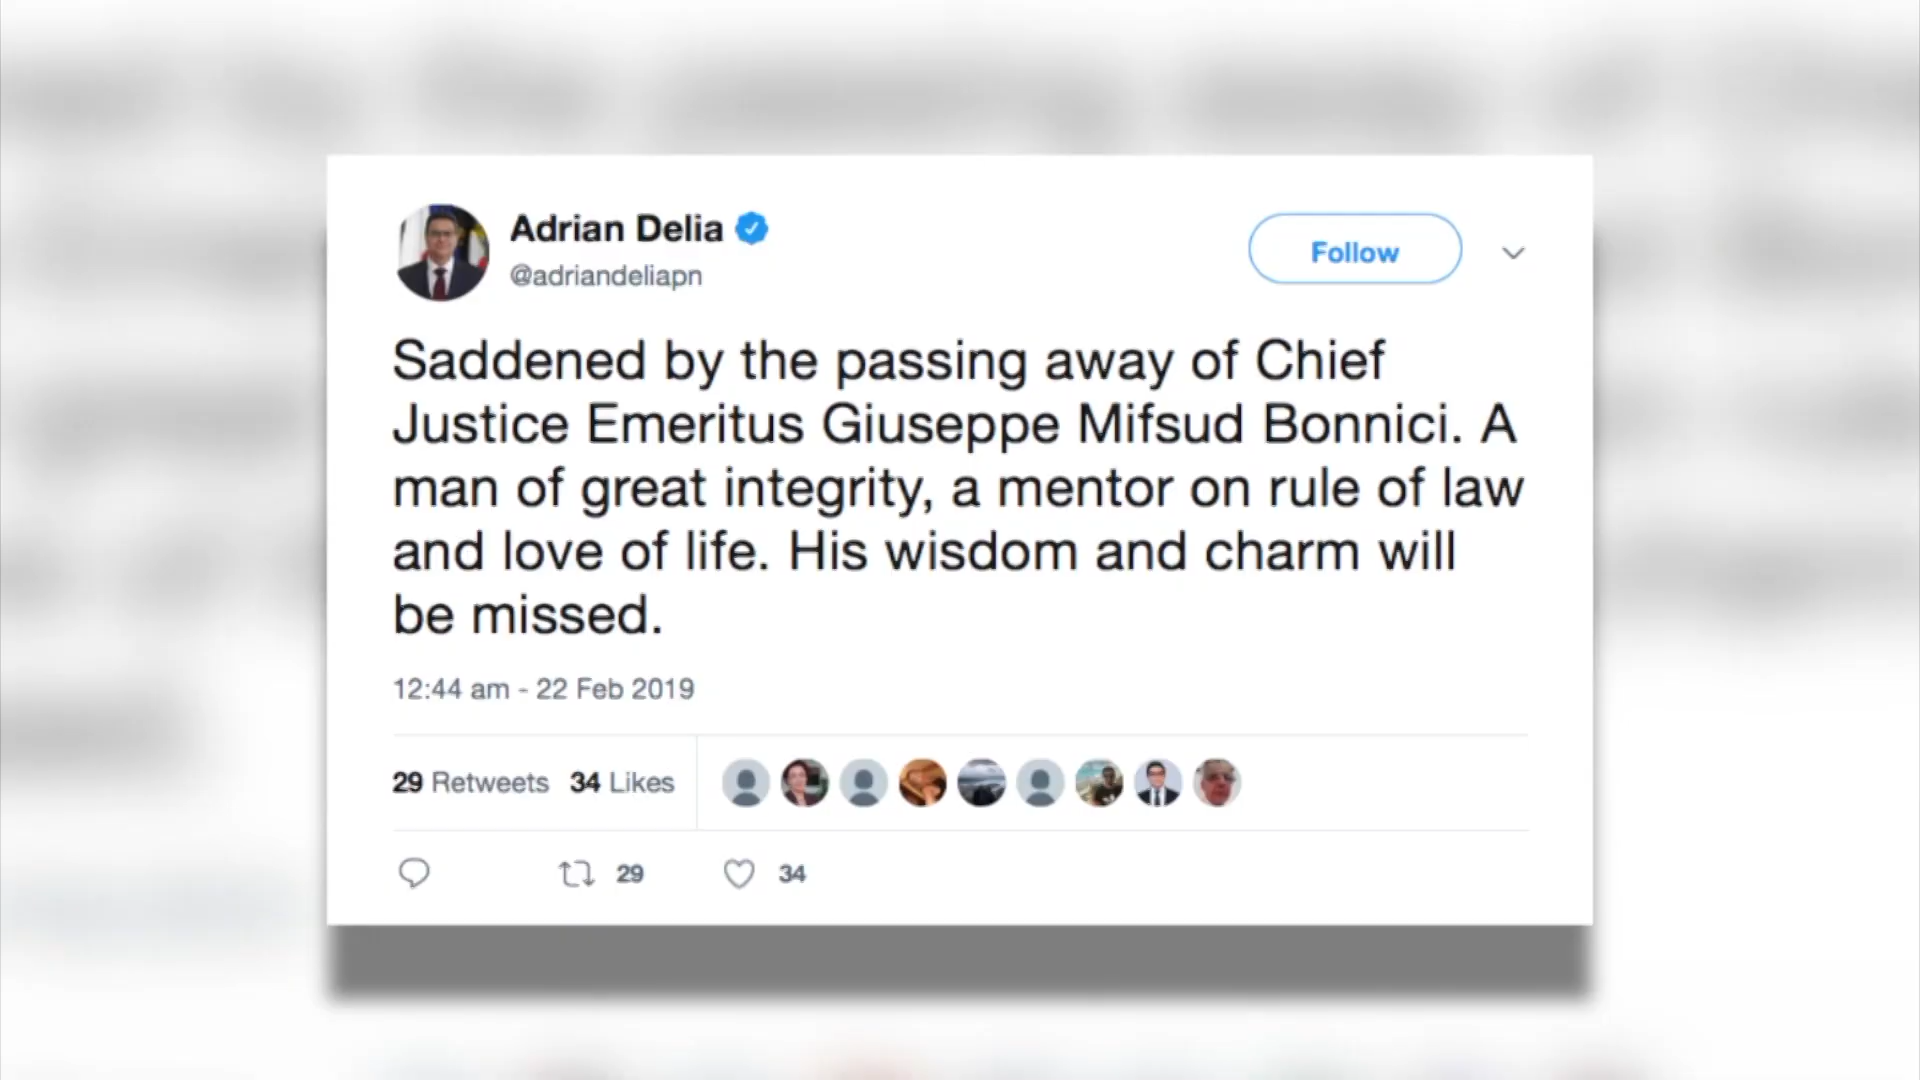 Adrian Delia
@adriandeliapn
Follow
Saddened by the passing away of Chief
Justice Emeritus Giuseppe Mifsud Bonnici. A
man of great integrity, a mentor on rule of law
and love of life. His wisdom and charm will
be missed.
12:44 am - 22 Feb 2019
29 Retweets 34 Likes
29 34